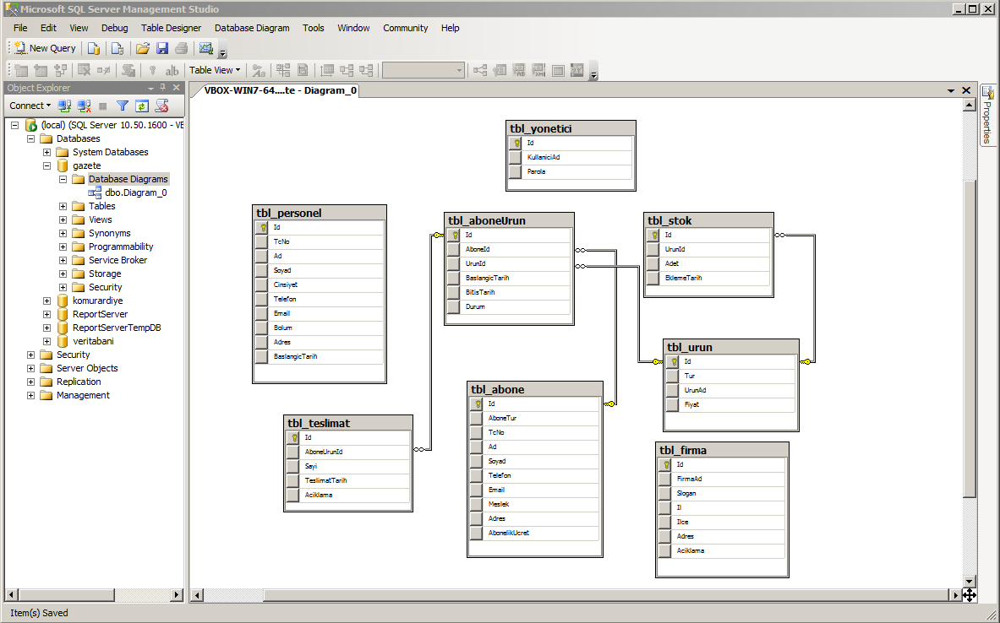 Microsoft SQL Server Management Studio
File Edit View Debug Table Designer Database Diagram Tools Window Community Help
New Query
Table View
Object Explorer
VBOX-WIN7-64....te - Diagram_0
Connect
Properties
(local) (SQL Server 10.50.1600 - VE
Databases
System Databases
gazete
Database Diagrams
dbo.Diagram_0
Tables
Views
Synonyms
Programmability
Service Broker
Storage
Security
komurardiye
ReportServer
ReportServerTempDB
veritabani
Security
Server Objects
Replication
Management
tbl_yonetici
Id
KullaniciAd
Parola
tbl_personel
Id
TcNo
Ad
Soyad
Cinsiyet
Telefon
Email
Bolum
Adres
BaslangicTarih
tbl_aboneUrun
Id
AboneId
UrunId
BaslangicTarih
BitisTarih
Durum
tbl_stok
Id
UrunId
Adet
EklemeTarih
tbl_urun
Id
Tur
UrunAd
Fiyat
tbl_teslimat
Id
AboneUrunId
Sayi
TeslimatTarih
Aciklama
tbl_abone
Id
AboneTur
TcNo
Ad
Soyad
Telefon
Email
Meslek
Adres
AbonelikUcret
tbl_firma
Id
FirmaAd
Slogan
Il
Ilce
Adres
Aciklama
Item(s) Saved